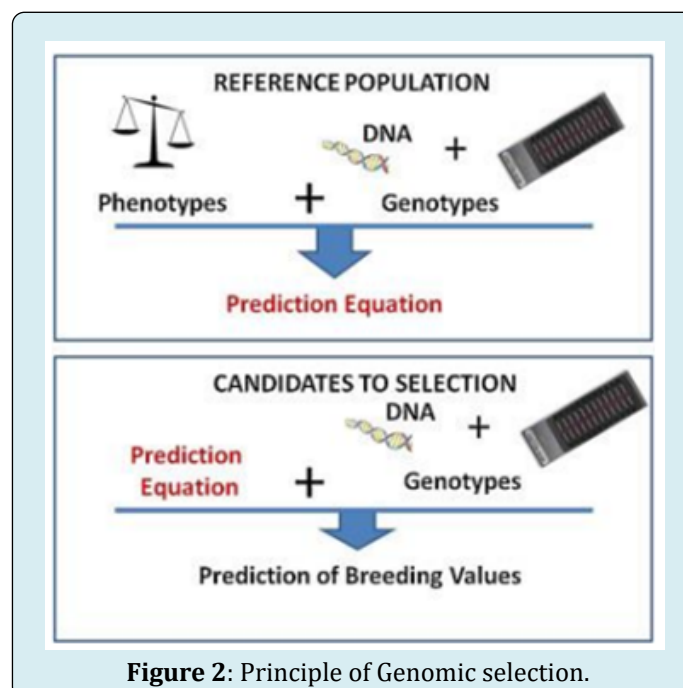 REFERENCE POPULATION
DNA
+
Phenotypes + Genotypes
Prediction Equation
CANDIDATES TO SELECTION
DNA
+
Prediction
Equation + Genotypes
Prediction of Breeding Values
Figure 2: Principle of Genomic selection.